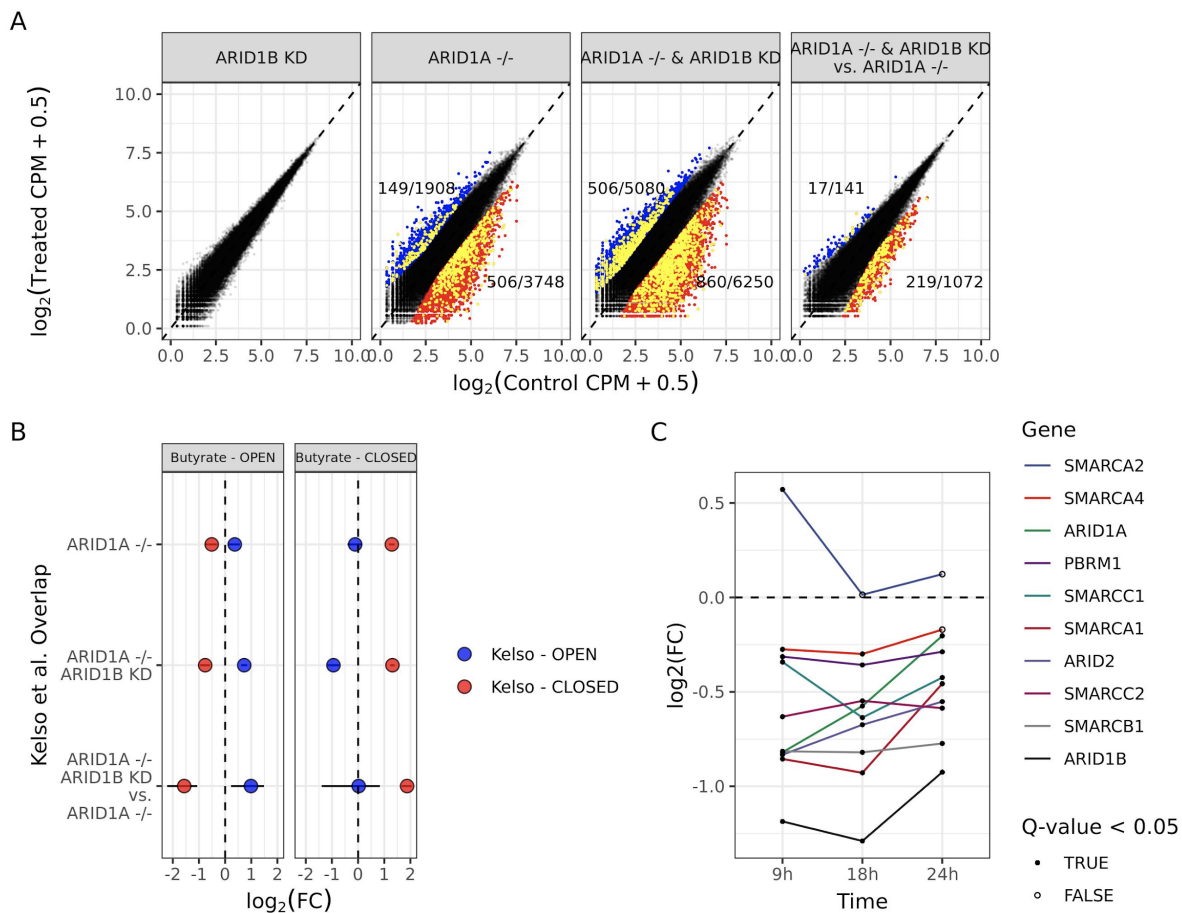 A
ARID1B KD
ARID1A -/-
ARID1A -/- & ARID1B KD
ARID1A -/- & ARID1B KD
vs. ARID1A -/-
log2(Treated CPM + 0.5)
10.0
7.5
5.0
2.5
0.0
149/1908
506/3748
506/5080
860/6250
17/141
219/1072
0.0 2.5 5.0 7.5 10.0
0.0 2.5 5.0 7.5 10.0
0.0 2.5 5.0 7.5 10.0
0.0 2.5 5.0 7.5 10.0
log2(Control CPM + 0.5)
B
Butyrate - OPEN
Butyrate - CLOSED
Kelso et al. Overlap
ARID1A -/-
ARID1A -/-
ARID1B KD
ARID1A -/-
ARID1B KD
vs.
ARID1A -/-
-2 -1 0 1 2
-2 -1 0 1 2
log2(FC)
Kelso - OPEN
Kelso - CLOSED
C
log2(FC)
0.5
0.0
-0.5
-1.0
9h 18h 24h
Time
Gene
SMARCA2
SMARCA4
ARID1A
PBRM1
SMARCC1
SMARCA1
ARID2
SMARCC2
SMARCB1
ARID1B
Q-value < 0.05
TRUE
FALSE